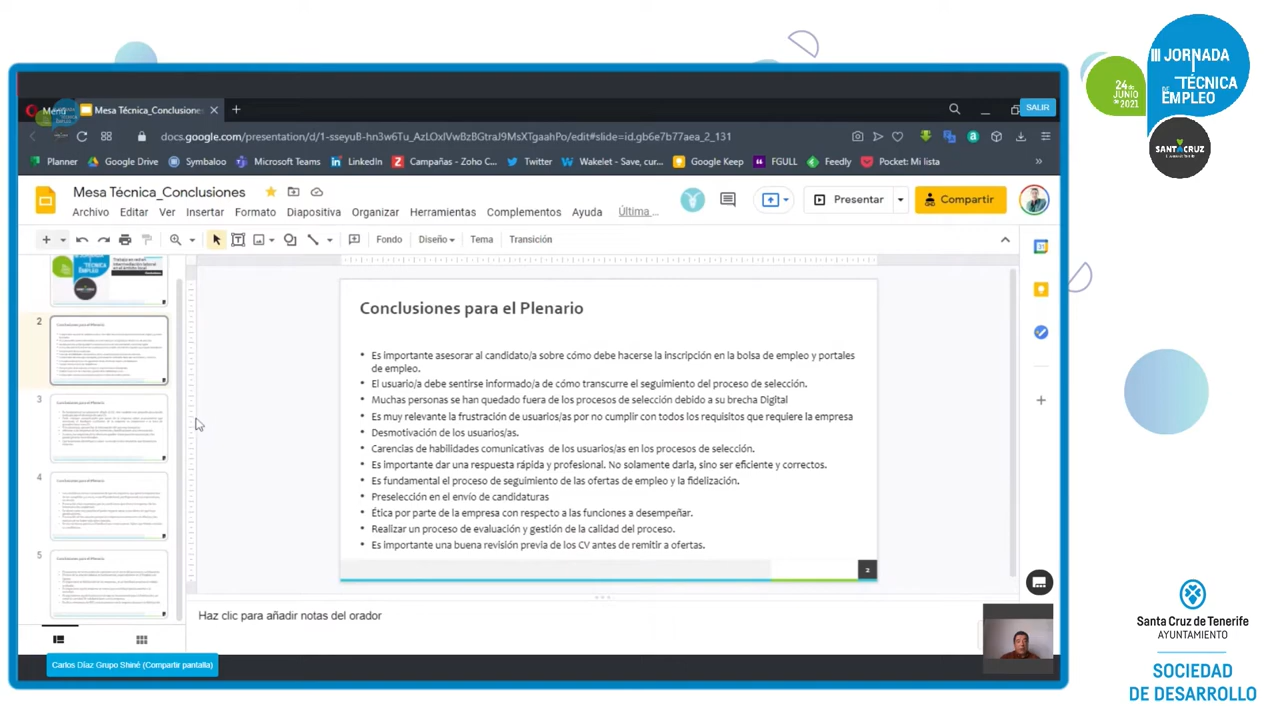 III JORNADA
TÉCNICA
DE
EMPLEO
24 de
JUNIO
de 2021
SANTACRUZ
Menú
Mesa Técnica_Conclusiones
SALIR
docs.google.com/presentation/d/1-sseyuB-hn3w6Tu_AzLOxlVwBzBGtraJ9MsXTgaahPo/edit#slide=id.gb6e7b77aea_2_131
Planner Google Drive Symbaloo Microsoft Teams LinkedIn Campañas - Zoho C... Twitter Wakelet - Save, cur... Google Keep FGULL Feedly Pocket: Mi lista
Mesa Técnica_Conclusiones
Presentar
Compartir
Archivo Editar Ver Insertar Formato Diapositiva Organizar Herramientas Complementos Ayuda Última ...
Fondo Diseño Tema Transición
2
3
4
5
Conclusiones para el Plenario
• Es importante asesorar al candidato/a sobre cómo debe hacerse la inscripción en la bolsa de empleo y portales
de empleo.
• El usuario/a debe sentirse informado/a de cómo transcurre el seguimiento del proceso de selección.
• Muchas personas se han quedado fuera de los procesos de selección debido a su brecha Digital
• Es muy relevante la frustración de usuarios/as por no cumplir con todos los requisitos que requiere la empresa
• Desmotivación de los usuarios/as.
• Carencias de habilidades comunicativas de los usuarios/as en los procesos de selección.
• Es importante dar una respuesta rápida y profesional. No solamente darla, sino ser eficiente y correctos.
• Es fundamental el proceso de seguimiento de las ofertas de empleo y la fidelización.
• Preselección en el envío de candidaturas
• Ética por parte de la empresa con respecto a las funciones a desempeñar.
• Realizar un proceso de evaluación y gestión de la calidad del proceso.
• Es importante una buena revisión previa de los CV antes de remitir a ofertas.
2
Haz clic para añadir notas del orador
Carlos Díaz Grupo Shiné (Compartir pantalla)
Santa Cruz de Tenerife
AYUNTAMIENTO
SOCIEDAD
DE DESARROLLO